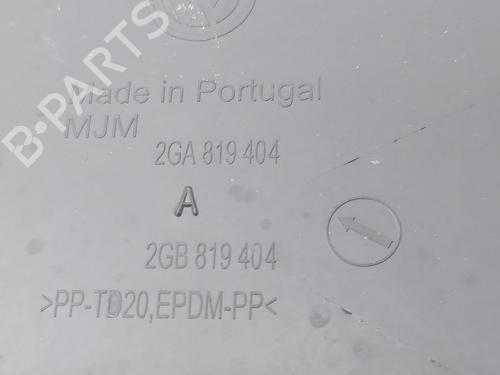 B-PARTS
Made in Portugal
MJM
2GA 819 404
A
2GB 819 404
>PP-TD20,EPDM-PP<